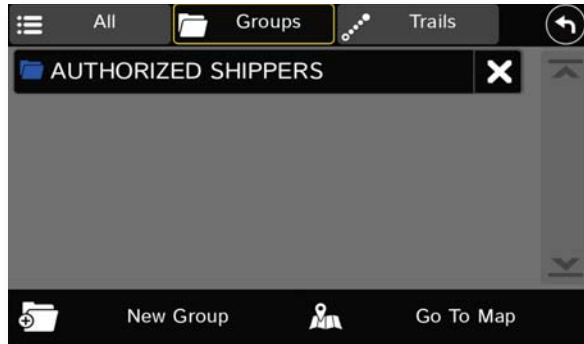 All
Groups
Trails
AUTHORIZED SHIPPERS
New Group
Go To Map